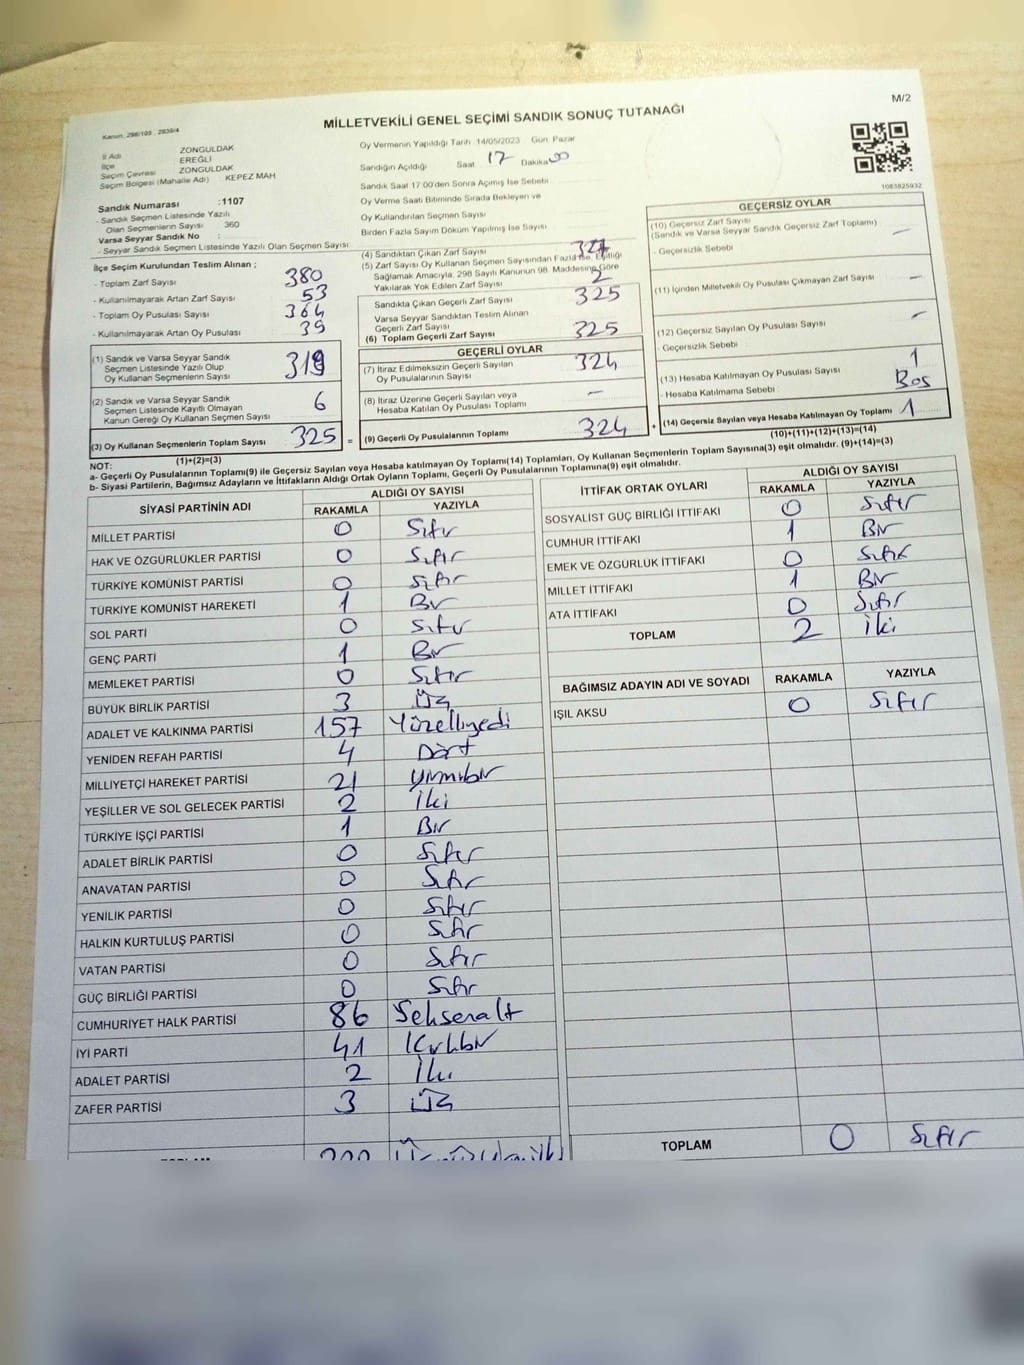 M/2
Kanun, 298/105 , 2839/4
MİLLETVEKİLİ GENEL SEÇİMİ SANDIK SONUÇ TUTANAĞI
İl Adı ZONGULDAK
İlçe EREĞLİ
Seçim Çevresi ZONGULDAK
Seçim Bölgesi (Mahalle Adı) KEPEZ MAH
Sandık Numarası :1107
- Sandık Seçmen Listesinde Yazılı
Olan Seçmenlerin Sayısı 360
Varsa Seyyar Sandık No :
- Seyyar Sandık Seçmen Listesinde Yazılı Olan Seçmen Sayısı
Oy Vermenin Yapıldığı Tarih 14/05/2023 Gün Pazar
Sandığın Açıldığı Saat 17 Dakika 00
Sandık Saat 17.00'den Sonra Açımış İse Sebebi
Oy Verme Saati Bitiminde Sırada Bekleyen ve
Oy Kullandırılan Seçmen Sayısı
Birden Fazla Sayım Döküm Yapılmış İse Sayısı
1083825932
İlçe Seçim Kurulundan Teslim Alınan ;
- Toplam Zarf Sayısı 380
- Kullanılmayarak Artan Zarf Sayısı 53
- Toplam Oy Pusulası Sayısı 364
- Kullanılmayarak Artan Oy Pusulası 39
(1) Sandık ve Varsa Seyyar Sandık
Seçmen Listesinde Yazılı Olup
Oy Kullanan Seçmenlerin Sayısı 319
(2) Sandık ve Varsa Seyyar Sandık
Seçmen Listesinde Kayıtlı Olmayan
Kanun Gereği Oy Kullanan Seçmen Sayısı 6
(3) Oy Kullanan Seçmenlerin Toplam Sayısı 325 =
(1)+(2)=(3)
(4) Sandıktan Çıkan Zarf Sayısı 327
(5) Zarf Sayısı Oy Kullanan Seçmen Sayısından Fazla İse, Eşitliği
Sağlamak Amacıyla, 298 Sayılı Kanunun 98. Maddesine Göre
Yakılarak Yok Edilen Zarf Sayısı 2
Sandıkta Çıkan Geçerli Zarf Sayısı 325
Varsa Seyyar Sandıktan Teslim Alınan
Geçerli Zarf Sayısı
(6) Toplam Geçerli Zarf Sayısı 325
GEÇERLİ OYLAR
(7) İtiraz Edilmeksizin Geçerli Sayılan
Oy Pusulalarının Sayısı 324
(8) İtiraz Üzerine Geçerli Sayılan veya
Hesaba Katılan Oy Pusulası Toplamı —
(9) Geçerli Oy Pusulalarının Toplamı 324 +
GEÇERSİZ OYLAR
(10) Geçersiz Zarf Sayısı
(Sandık ve Varsa Seyyar Sandık Geçersiz Zarf Toplamı) —
- Geçersizlik Sebebi
(11) İçinden Milletvekili Oy Pusulası Çıkmayan Zarf Sayısı —
(12) Geçersiz Sayılan Oy Pusulası Sayısı —
- Geçersizlik Sebebi :
(13) Hesaba Katılmayan Oy Pusulası Sayısı 1
- Hesaba Katılmama Sebebi : Boş
(14) Geçersiz Sayılan veya Hesaba Katılmayan Oy Toplamı 1
(10)+(11)+(12)+(13)=(14)
NOT:
a- Geçerli Oy Pusulalarının Toplamı(9) ile Geçersiz Sayılan veya Hesaba katılmayan Oy Toplamı(14) Toplamları, Oy Kullanan Seçmenlerin Toplam Sayısına(3) eşit olmalıdır. (9)+(14)=(3)
b- Siyasi Partilerin, Bağımsız Adayların ve İttifakların Aldığı Ortak Oyların Toplamı, Geçerli Oy Pusulalarının Toplamına(9) eşit olmalıdır.
SİYASİ PARTİNİN ADI ALDIĞI OY SAYISI
RAKAMLA YAZIYLA
MİLLET PARTİSİ 0 Sıfır
HAK VE ÖZGÜRLÜKLER PARTİSİ 0 Sıfır
TÜRKİYE KOMÜNİST PARTİSİ 0 Sıfır
TÜRKİYE KOMÜNİST HAREKETİ 1 Bir
SOL PARTİ 0 Sıfır
GENÇ PARTİ 1 Bir
MEMLEKET PARTİSİ 0 Sıfır
BÜYÜK BİRLİK PARTİSİ 3 Üç
ADALET VE KALKINMA PARTİSİ 157 Yüzelliyedi
YENİDEN REFAH PARTİSİ 4 Dört
MİLLİYETÇİ HAREKET PARTİSİ 21 yirmibir
YEŞİLLER VE SOL GELECEK PARTİSİ 2 İki
TÜRKİYE İŞÇİ PARTİSİ 1 Bir
ADALET BİRLİK PARTİSİ 0 Sıfır
ANAVATAN PARTİSİ 0 Sıfır
YENİLİK PARTİSİ 0 Sıfır
HALKIN KURTULUŞ PARTİSİ 0 Sıfır
VATAN PARTİSİ 0 Sıfır
GÜÇ BİRLİĞİ PARTİSİ 0 Sıfır
CUMHURİYET HALK PARTİSİ 86 Seksenaltı
İYİ PARTİ 41 Kırkbir
ADALET PARTİSİ 2 İki
ZAFER PARTİSİ 3 Üç
İTTİFAK ORTAK OYLARI ALDIĞI OY SAYISI
RAKAMLA YAZIYLA
SOSYALİST GÜÇ BİRLİĞİ İTTİFAKI 0 Sıfır
CUMHUR İTTİFAKI 1 Bir
EMEK VE ÖZGÜRLÜK İTTİFAKI 0 Sıfır
MİLLET İTTİFAKI 1 Bir
ATA İTTİFAKI 0 Sıfır
TOPLAM 2 İki
BAĞIMSIZ ADAYIN ADI VE SOYADI RAKAMLA YAZIYLA
IŞIL AKSU 0 Sıfır
TOPLAM 0 Sıfır